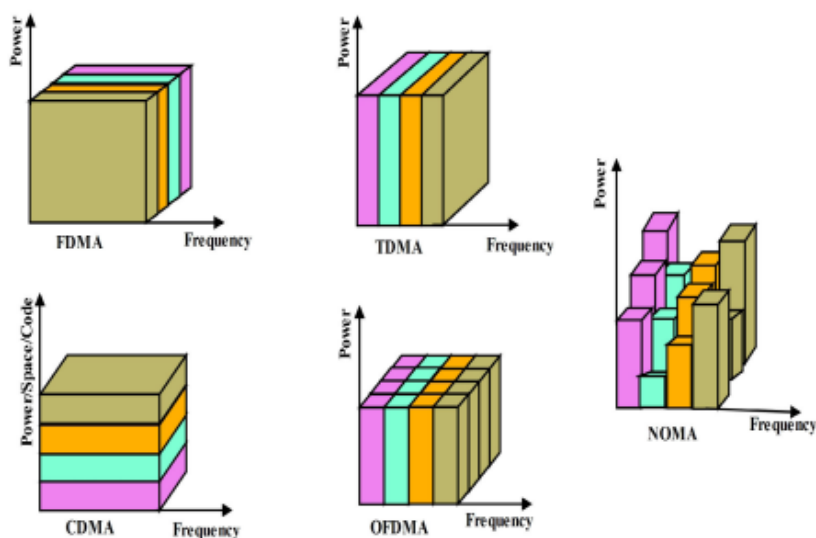 Power
FDMA
Frequency
Power
TDMA
Frequency
Power
NOMA
Frequency
Power/Space/Code
CDMA
Frequency
Power
OFDMA
Frequency